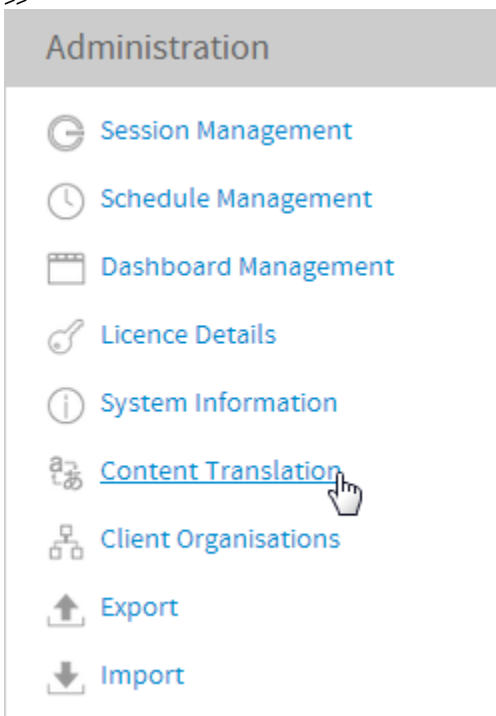 >>
Administration
Session Management
Schedule Management
Dashboard Management
Licence Details
System Information
Content Translation
Client Organisations
Export
Import